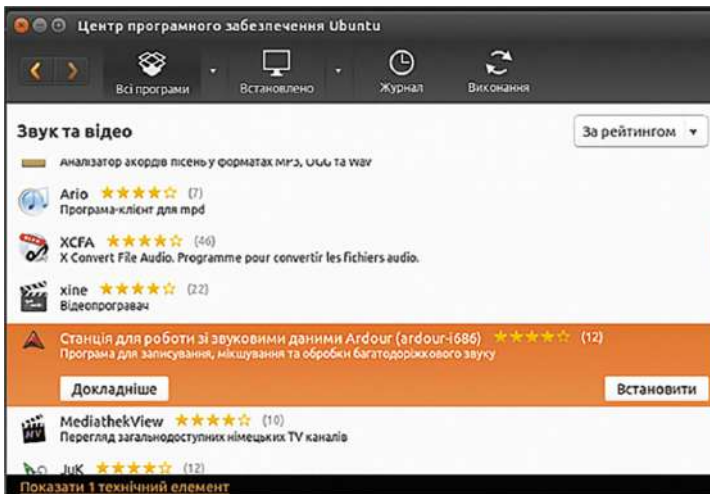 Центр програмного забезпечення Ubuntu
Всі програми
Встановлено
Журнал
Виконання
Звук та відео
За рейтингом
Аналізатор акордів пісень у форматах MP3, OGG та Wav
Ario (7)
Програма-клієнт для mpd
XCFA (46)
X Convert File Audio. Programme pour convertir les fichiers audio.
xine (22)
Відеопрогравач
Станція для роботи зі звуковими даними Ardour (ardour-i686) (12)
Програма для записування, мікшування та обробки багатодоріжкового звуку
Докладніше
Встановити
MediathekView (10)
Перегляд загальнодоступних німецьких TV каналів
JuK (12)
Показати 1 технічний елемент